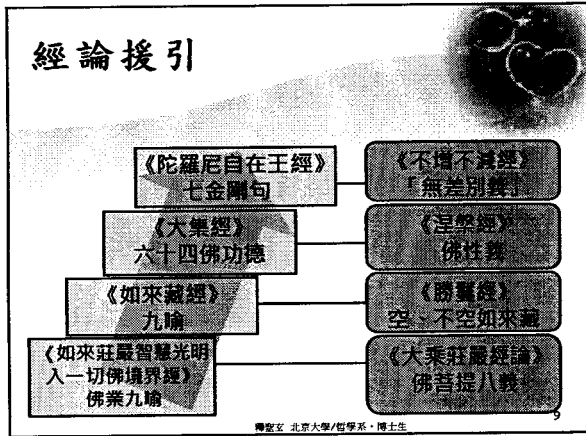 經論援引
《陀羅尼自在王經》
七金剛句
《不增不減經》
「無差別義」
《大集經》
六十四佛功德
《涅槃經》
佛性義
《如來藏經》
九喻
《勝鬘經》
空、不空如來藏
《如來莊嚴智慧光明
入一切佛境界經》
佛業九喻
《大乘莊嚴經論》
佛菩提八義
9
釋聖玄 北京大學/哲學系・博士生